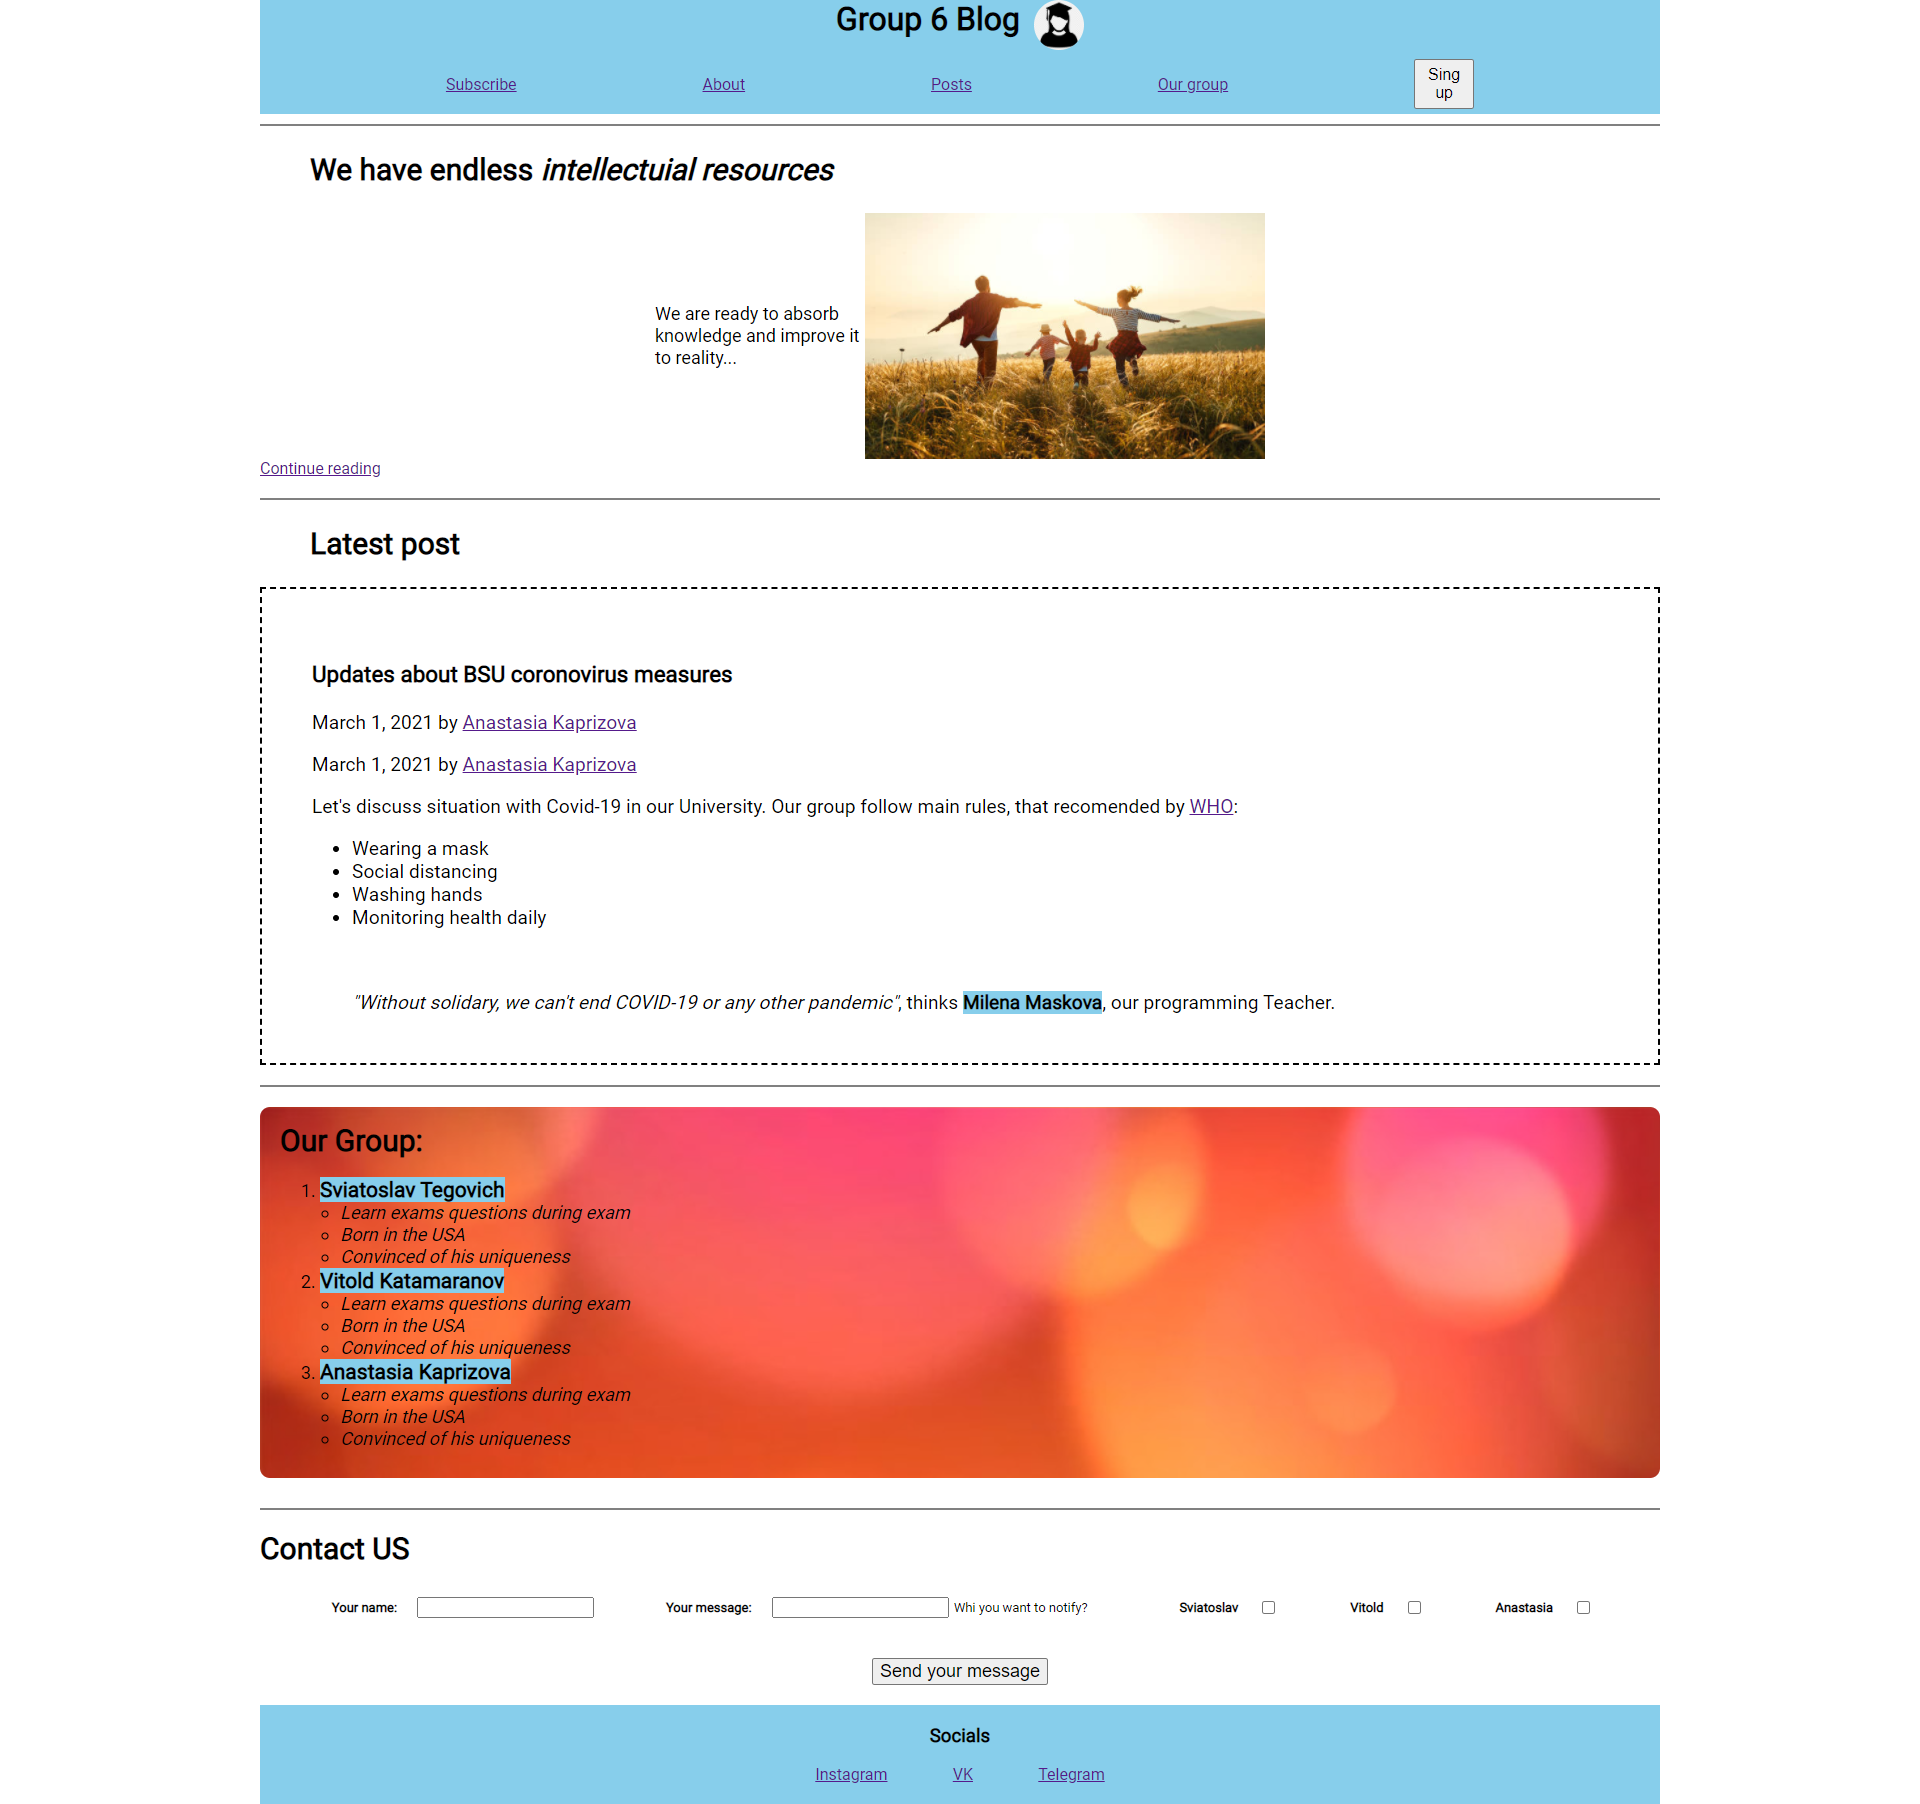 Group 6 Blog
Subscribe
About
Posts
Our group
Sing
up
We have endless intellectuial resources
We are ready to absorb
knowledge and improve it
to reality...
Continue reading
Latest post
Updates about BSU coronovirus measures
March 1, 2021 by Anastasia Kaprizova
March 1, 2021 by Anastasia Kaprizova
Let's discuss situation with Covid-19 in our University. Our group follow main rules, that recomended by WHO:
Wearing a mask
Social distancing
Washing hands
Monitoring health daily
"Without solidary, we can't end COVID-19 or any other pandemic", thinks Milena Maskova, our programming Teacher.
Our Group:
1. Sviatoslav Tegovich
Learn exams questions during exam
Born in the USA
Convinced of his uniqueness
2. Vitold Katamaranov
Learn exams questions during exam
Born in the USA
Convinced of his uniqueness
3. Anastasia Kaprizova
Learn exams questions during exam
Born in the USA
Convinced of his uniqueness
Contact US
Your name:
Your message:
Whi you want to notify?
Sviatoslav
Vitold
Anastasia
Send your message
Socials
Instagram
VK
Telegram